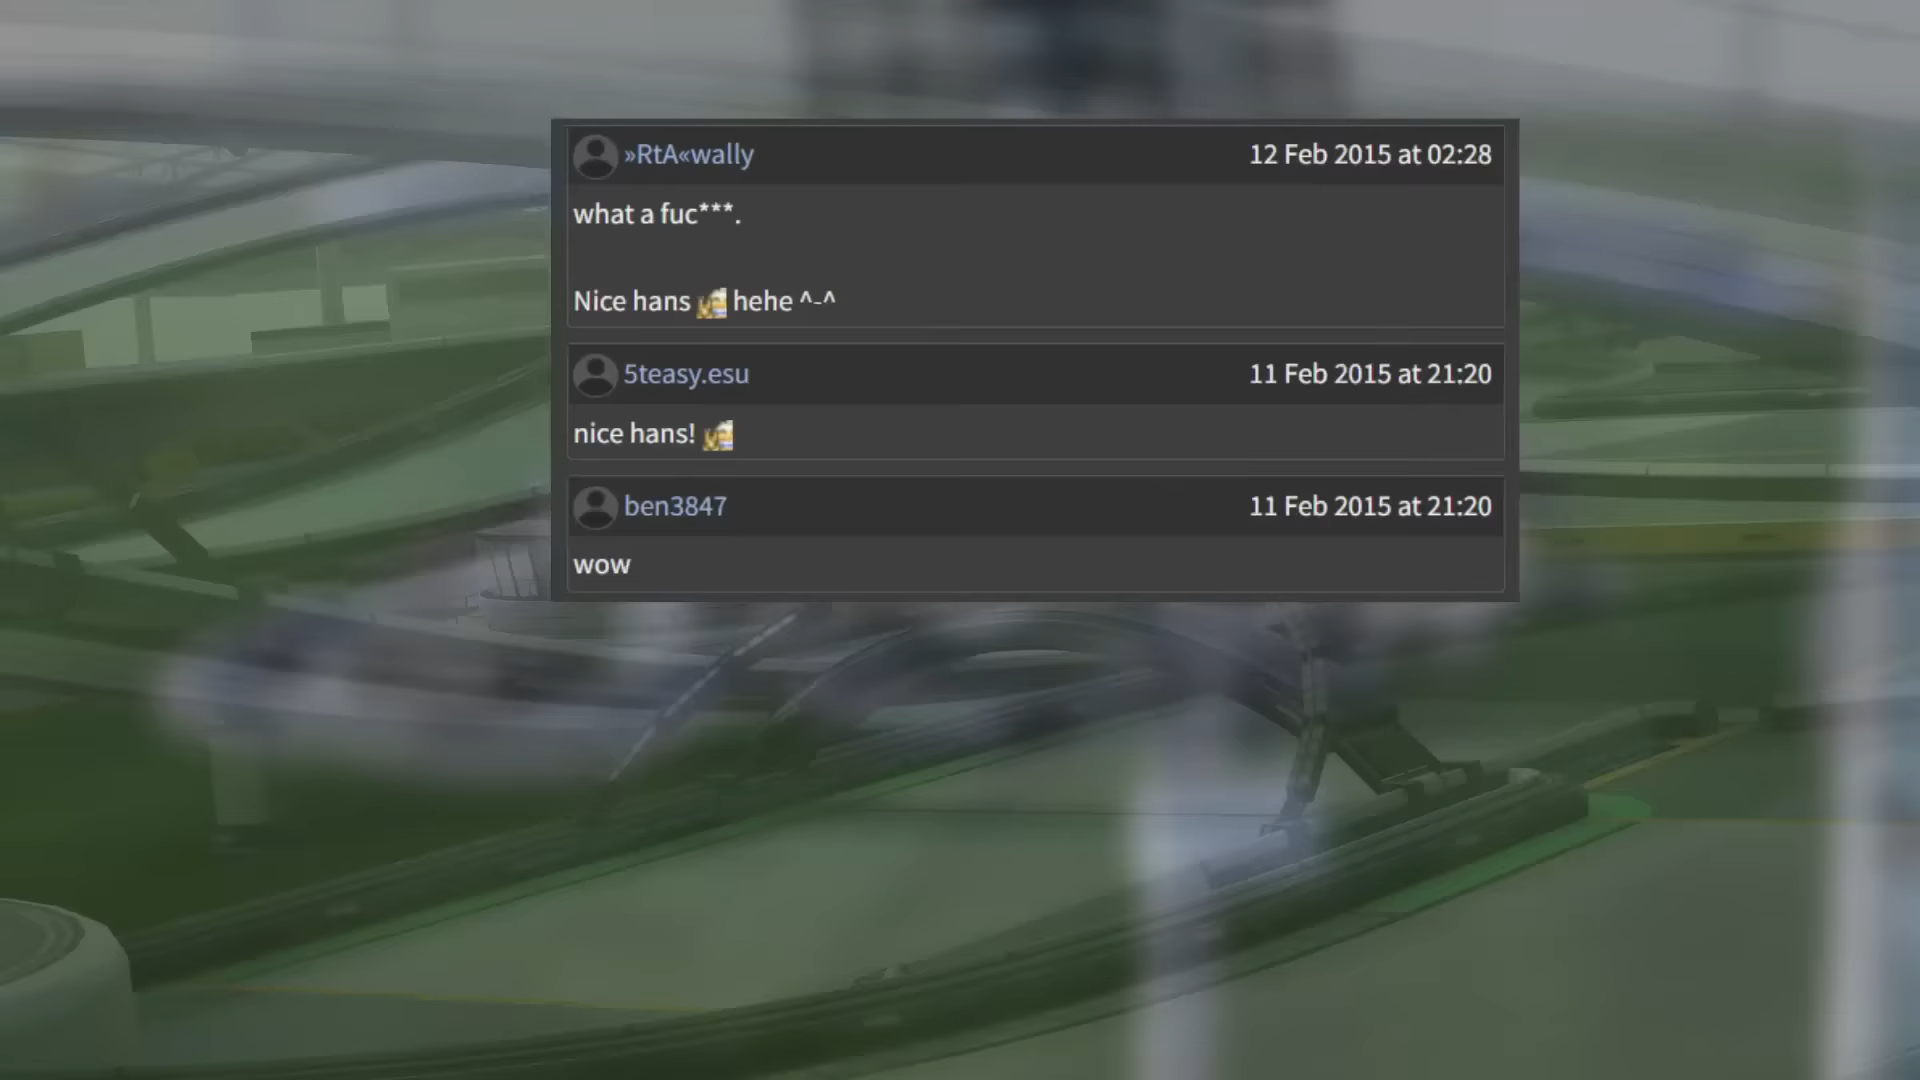 »RtA«wally 12 Feb 2015 at 02:28
what a fuc***.
Nice hans hehe ^-^
5teasy.esu 11 Feb 2015 at 21:20
nice hans!
ben3847 11 Feb 2015 at 21:20
wow